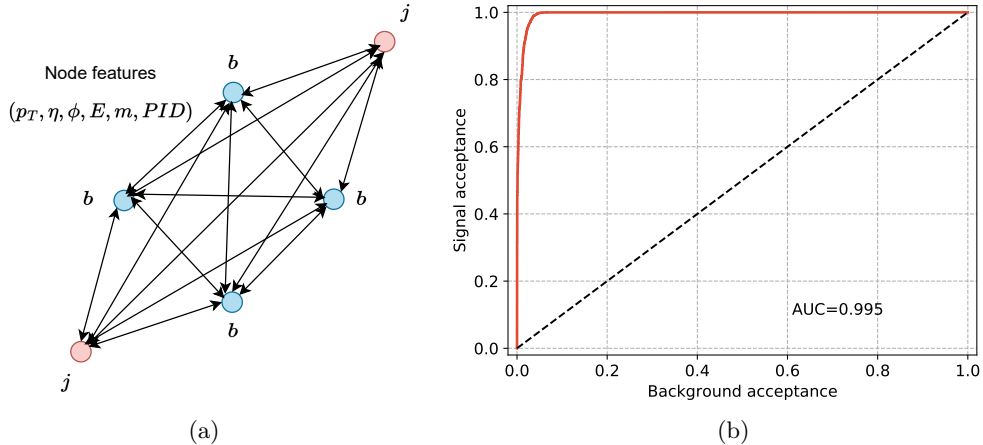 j
b
Node features
(p_T, η, ϕ, E, m, PID)
b
b
b
j
(a)
1.0
0.8
0.6
0.4
0.2
0.0
Signal acceptance
AUC=0.995
0.0 0.2 0.4 0.6 0.8 1.0
Background acceptance
(b)